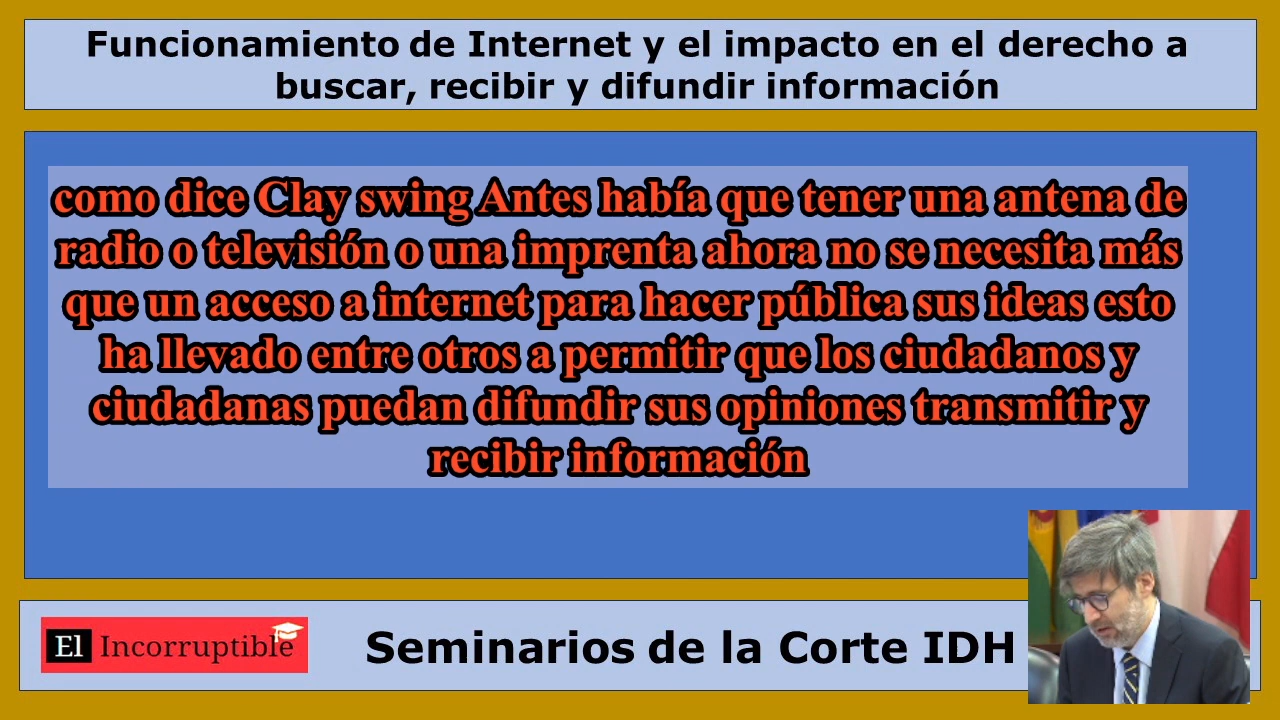 Funcionamiento de Internet y el impacto en el derecho a
buscar, recibir y difundir información
como dice Clay swing Antes había que tener una antena de
radio o televisión o una imprenta ahora no se necesita más
que un acceso a internet para hacer pública sus ideas esto
ha llevado entre otros a permitir que los ciudadanos y
ciudadanas puedan difundir sus opiniones transmitir y
recibir información
El Incorruptible
Seminarios de la Corte IDH